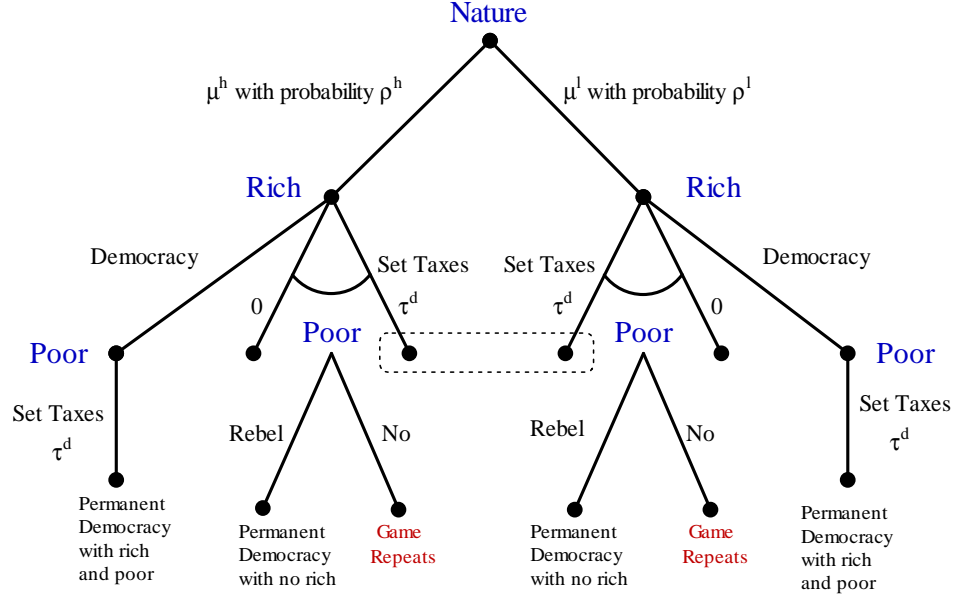 Nature
μʰ with probability ρʰ
μˡ with probability ρˡ
Rich
Rich
Democracy
Set Taxes
Set Taxes
Democracy
0
τᵈ
τᵈ
0
Poor
Poor
Poor
Poor
Set Taxes
τᵈ
Rebel
No
Rebel
No
Set Taxes
τᵈ
Permanent
Democracy
with rich
and poor
Permanent
Democracy
with no rich
Game
Repeats
Permanent
Democracy
with no rich
Game
Repeats
Permanent
Democracy
with rich
and poor